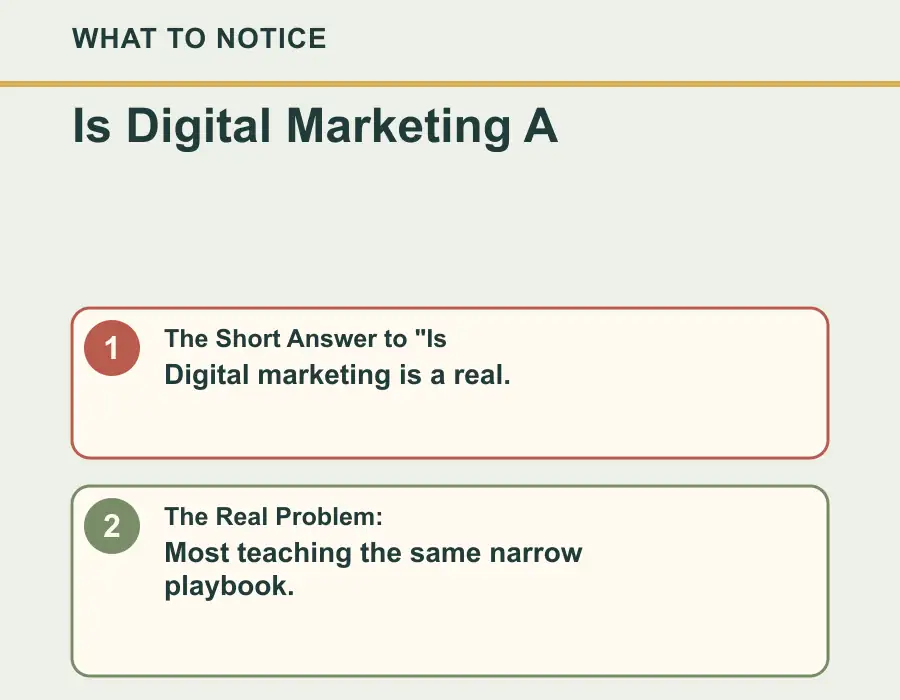 WHAT TO NOTICE
Is Digital Marketing A
1
The Short Answer to "Is
Digital marketing is a real.
2
The Real Problem:
Most teaching the same narrow
playbook.